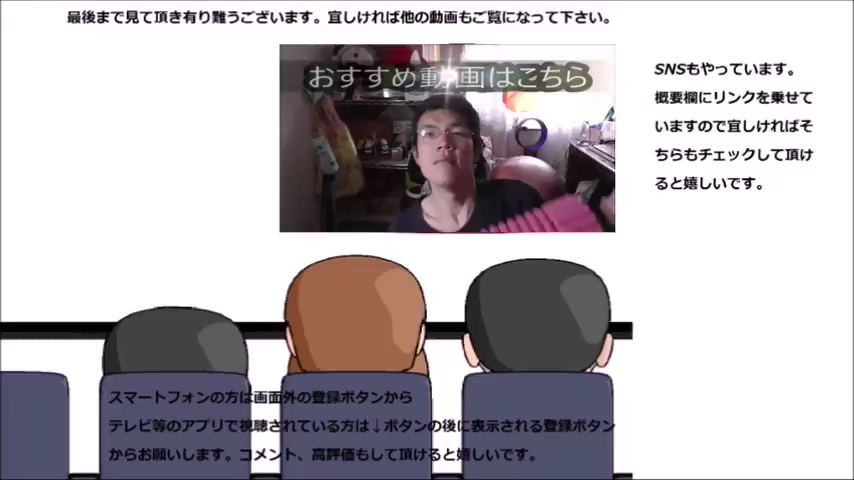 最後まで見て頂き有り難うございます。宜しければ他の動画もご覧になって下さい。
おすすめ動画はこちら
SNSもやっています。
概要欄にリンクを乗せて
いますので宜しければそ
ちらもチェックして頂け
ると嬉しいです。
スマートフォンの方は画面外の登録ボタンから
テレビ等のアプリで視聴されている方は↓ボタンの後に表示される登録ボタン
からお願いします。コメント、高評価もして頂けると嬉しいです。